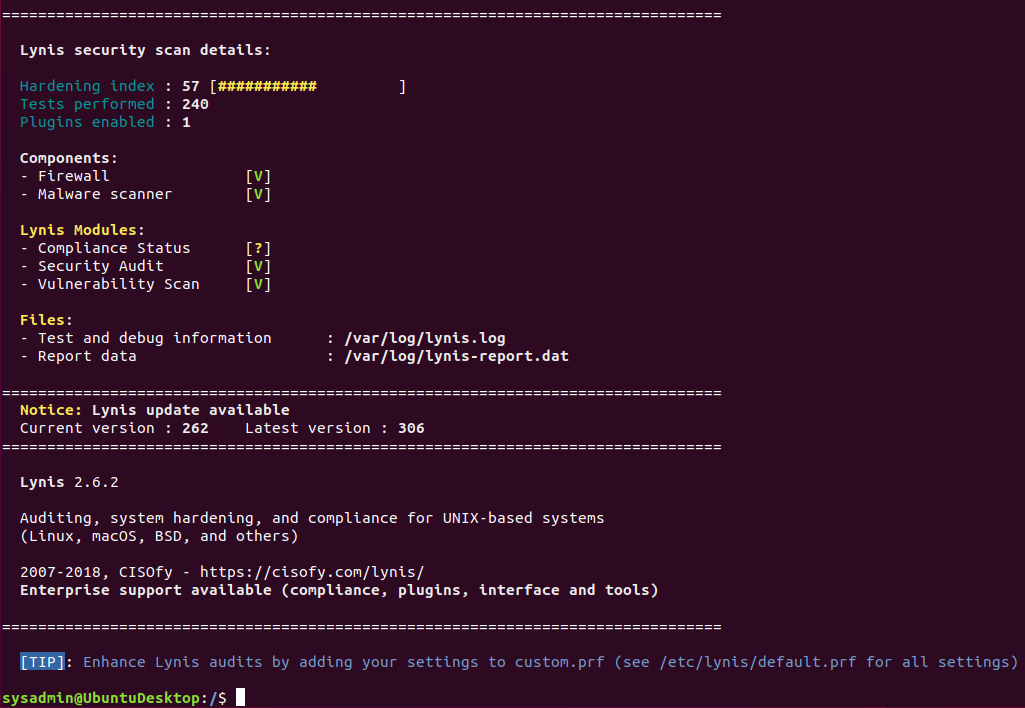 ================================================================================
Lynis security scan details:
Hardening index : 57 [###########         ]
Tests performed : 240
Plugins enabled : 1
Components:
- Firewall               [V]
- Malware scanner        [V]
Lynis Modules:
- Compliance Status      [?]
- Security Audit         [V]
- Vulnerability Scan     [V]
Files:
- Test and debug information      : /var/log/lynis.log
- Report data                     : /var/log/lynis-report.dat
================================================================================
Notice: Lynis update available
Current version : 262    Latest version : 306
================================================================================
Lynis 2.6.2
Auditing, system hardening, and compliance for UNIX-based systems
(Linux, macOS, BSD, and others)
2007-2018, CISOfy - https://cisofy.com/lynis/
Enterprise support available (compliance, plugins, interface and tools)
================================================================================
[TIP]: Enhance Lynis audits by adding your settings to custom.prf (see /etc/lynis/default.prf for all settings)
sysadmin@UbuntuDesktop:/$